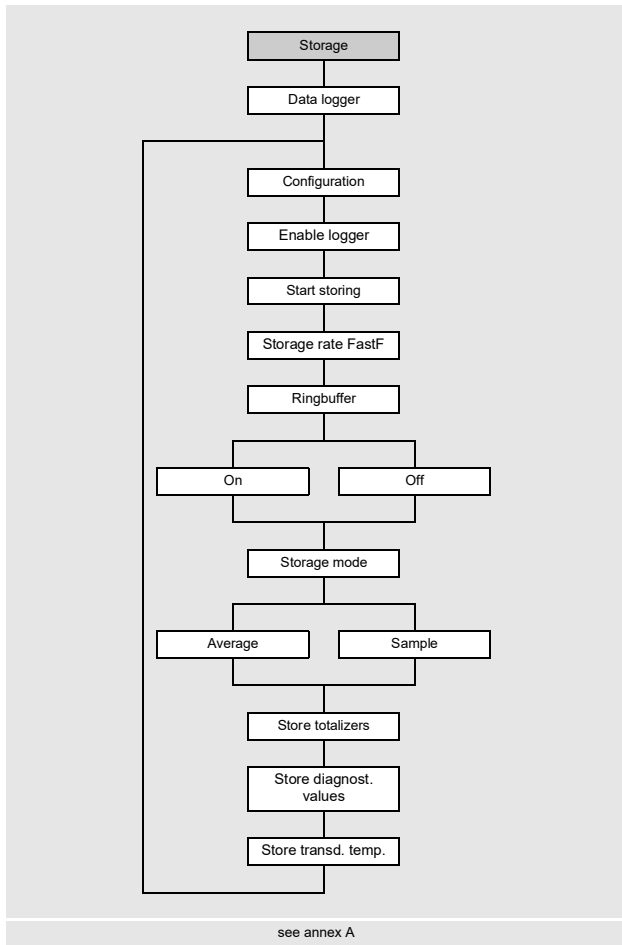 Storage
Data logger
Configuration
Enable logger
Start storing
Storage rate FastF
Ringbuffer
On
Off
Storage mode
Average
Sample
Store totalizers
Store diagnost.
values
Store transd. temp.
see annex A